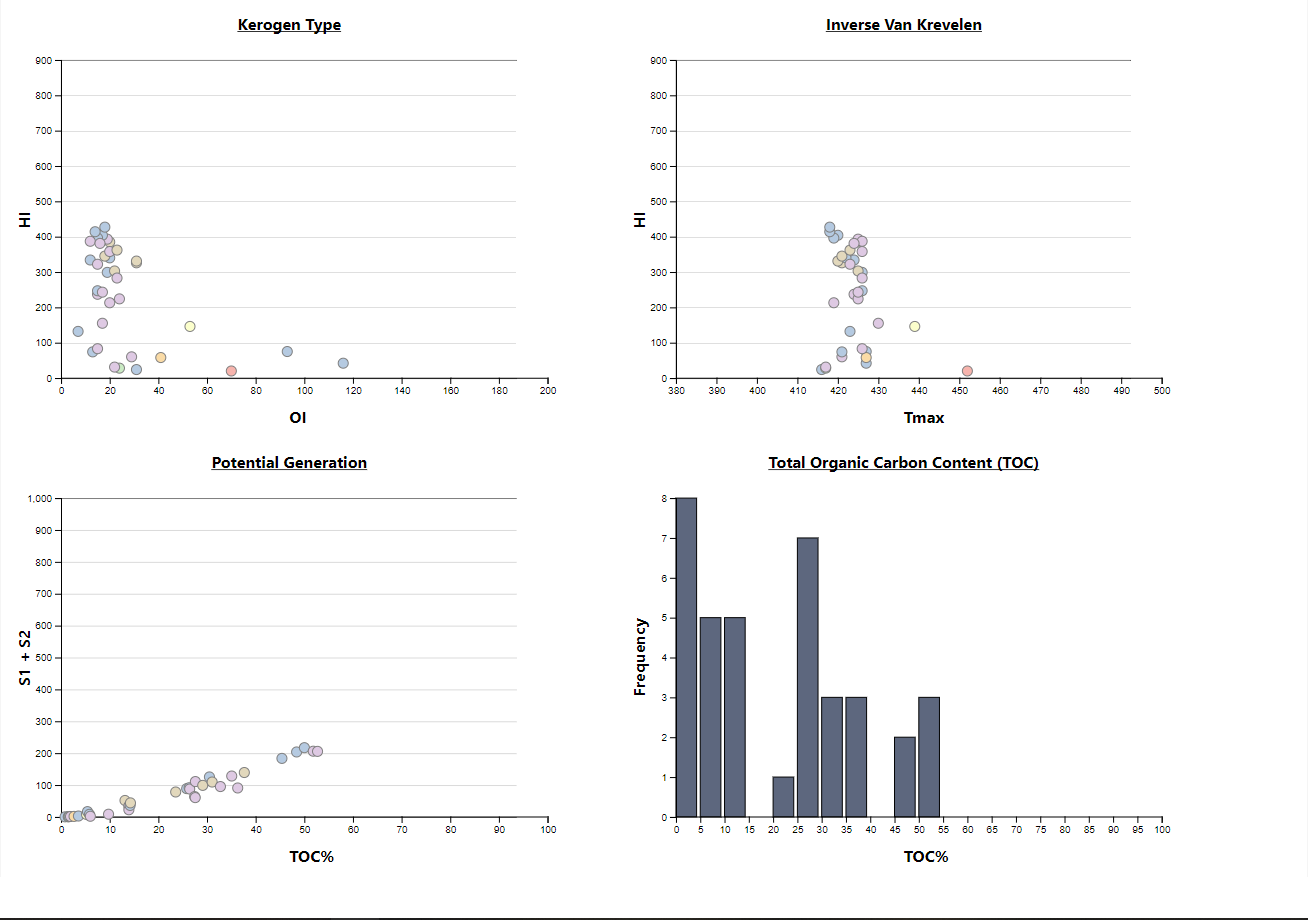 Kerogen Type
900
800
700
600
500
400
300
200
100
0
HI
0 20 40 60 80 100 120 140 160 180 200
OI
Inverse Van Krevelen
900
800
700
600
500
400
300
200
100
0
HI
380 390 400 410 420 430 440 450 460 470 480 490 500
Tmax
Potential Generation
1,000
900
800
700
600
500
400
300
200
100
0
S1 + S2
0 10 20 30 40 50 60 70 80 90 100
TOC%
Total Organic Carbon Content (TOC)
8
7
6
5
4
3
2
1
0
Frequency
0 5 10 15 20 25 30 35 40 45 50 55 60 65 70 75 80 85 90 95 100
TOC%